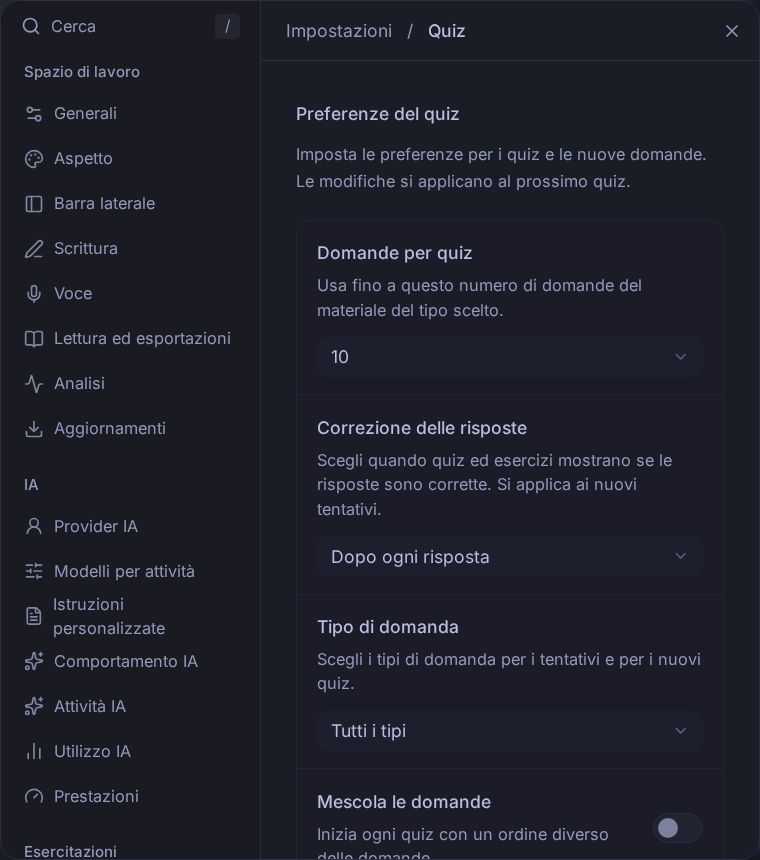 Cerca /
Spazio di lavoro
Generali
Aspetto
Barra laterale
Scrittura
Voce
Lettura ed esportazioni
Analisi
Aggiornamenti
IA
Provider IA
Modelli per attività
Istruzioni
personalizzate
Comportamento IA
Attività IA
Utilizzo IA
Prestazioni
Esercitazioni
Impostazioni / Quiz
Preferenze del quiz
Imposta le preferenze per i quiz e le nuove domande.
Le modifiche si applicano al prossimo quiz.
Domande per quiz
Usa fino a questo numero di domande del
materiale del tipo scelto.
10
Correzione delle risposte
Scegli quando quiz ed esercizi mostrano se le
risposte sono corrette. Si applica ai nuovi
tentativi.
Dopo ogni risposta
Tipo di domanda
Scegli i tipi di domanda per i tentativi e per i nuovi
quiz.
Tutti i tipi
Mescola le domande
Inizia ogni quiz con un ordine diverso
delle domande.